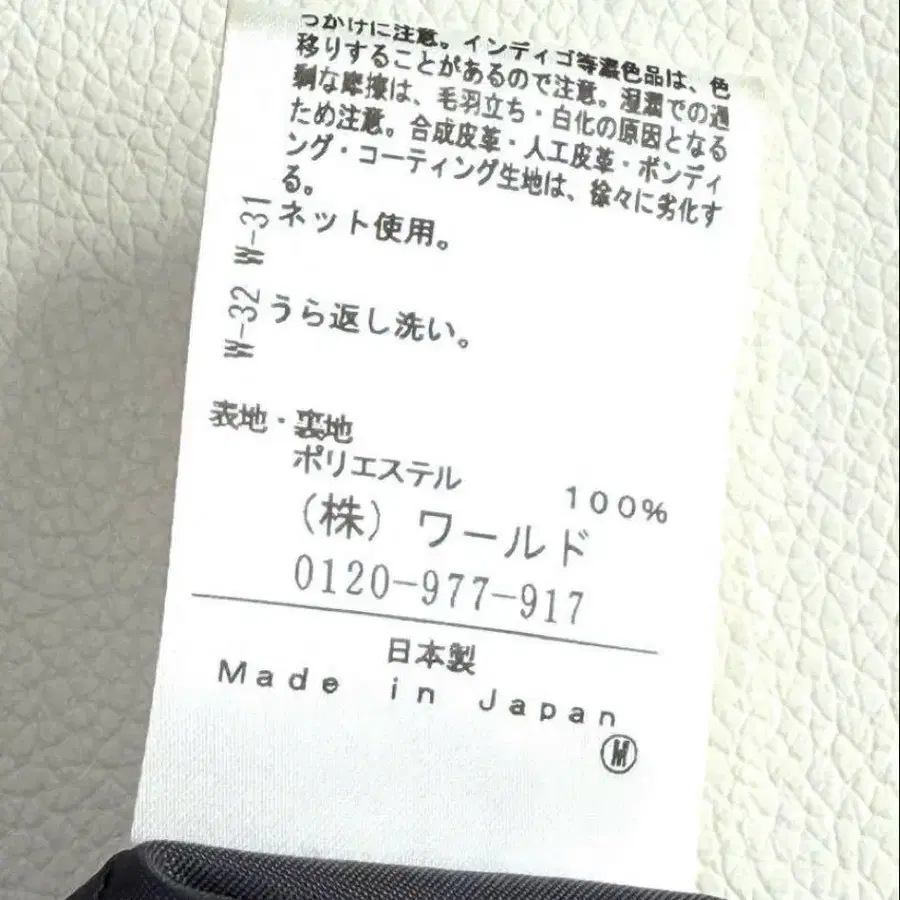 っかけに注意。インディゴ等濃色品は、色
移りすることがあるので注意。湿潤での過
剰な摩擦は、毛羽立ち・白化の原因となる
ため注意。合成皮革・人工皮革・ボンディ
ング・コーティング生地は、徐々に劣化す
る。
W-31 ネット使用。
W-32 うら返し洗い。
表地・裏地
ポリエステル 100%
(株)ワールド
0120-977-917
日本製
Made in Japan
M